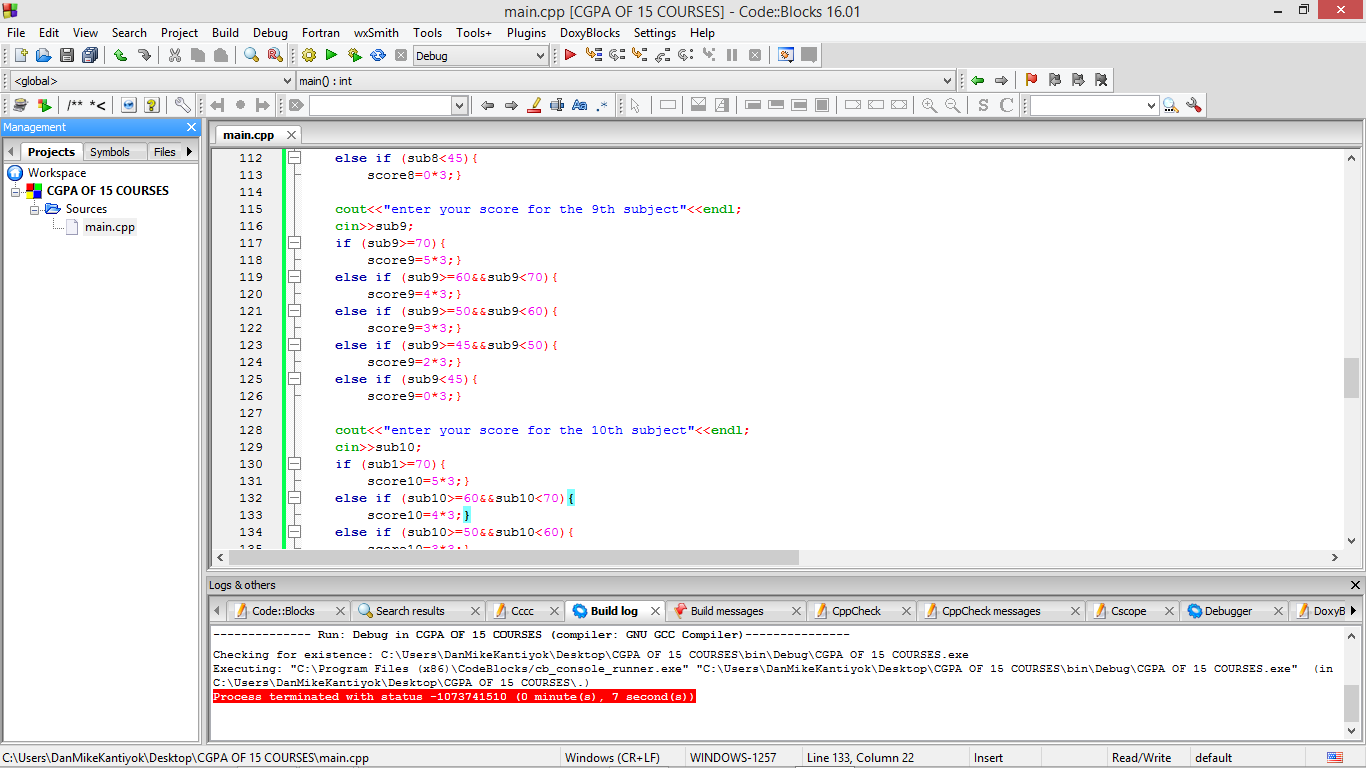 main.cpp [CGPA OF 15 COURSES] - Code::Blocks 16.01
File Edit View Search Project Build Debug Fortran wxSmith Tools Tools+ Plugins DoxyBlocks Settings Help
Debug
<global> main() : int
/** *< Aa .* S C
Management
Projects Symbols Files
main.cpp
Workspace
CGPA OF 15 COURSES
Sources
main.cpp
112 else if (sub8<45){
113 score8=0*3;}
114
115 cout<<"enter your score for the 9th subject"<<endl;
116 cin>>sub9;
117 if (sub9>=70){
118 score9=5*3;}
119 else if (sub9>=60&&sub9<70){
120 score9=4*3;}
121 else if (sub9>=50&&sub9<60){
122 score9=3*3;}
123 else if (sub9>=45&&sub9<50){
124 score9=2*3;}
125 else if (sub9<45){
126 score9=0*3;}
127
128 cout<<"enter your score for the 10th subject"<<endl;
129 cin>>sub10;
130 if (sub1>=70){
131 score10=5*3;}
132 else if (sub10>=60&&sub10<70){
133 score10=4*3;}
134 else if (sub10>=50&&sub10<60){
135 score10=3*3;}
Logs & others
Code::Blocks Search results Cccc Build log Build messages CppCheck CppCheck messages Cscope Debugger DoxyB
-------------- Run: Debug in CGPA OF 15 COURSES (compiler: GNU GCC Compiler)---------------
Checking for existence: C:\Users\DanMikeKantiyok\Desktop\CGPA OF 15 COURSES\bin\Debug\CGPA OF 15 COURSES.exe
Executing: "C:\Program Files (x86)\CodeBlocks/cb_console_runner.exe" "C:\Users\DanMikeKantiyok\Desktop\CGPA OF 15 COURSES\bin\Debug\CGPA OF 15 COURSES.exe"  (in
C:\Users\DanMikeKantiyok\Desktop\CGPA OF 15 COURSES\.)
Process terminated with status -1073741510 (0 minute(s), 7 second(s))
C:\Users\DanMikeKantiyok\Desktop\CGPA OF 15 COURSES\main.cpp Windows (CR+LF) WINDOWS-1257 Line 133, Column 22 Insert Read/Write default